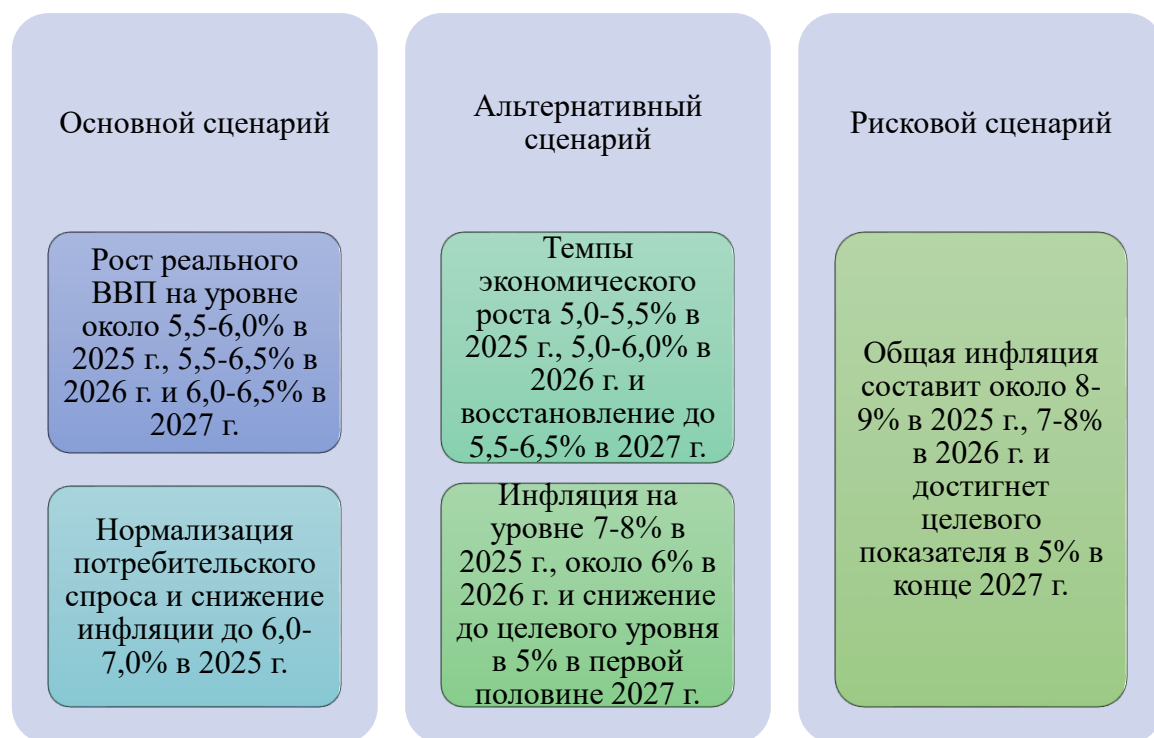 Основной сценарий
Рост реального
ВВП на уровне
около 5,5-6,0% в
2025 г., 5,5-6,5% в
2026 г. и 6,0-6,5% в
2027 г.
Нормализация
потребительского
спроса и снижение
инфляции до 6,0-
7,0% в 2025 г.
Альтернативный
сценарий
Темпы
экономического
роста 5,0-5,5% в
2025 г., 5,0-6,0% в
2026 г. и
восстановление до
5,5-6,5% в 2027 г.
Инфляция на
уровне 7-8% в
2025 г., около 6% в
2026 г. и снижение
до целевого уровня
в 5% в первой
половине 2027 г.
Рисковой сценарий
Общая инфляция
составит около 8-
9% в 2025 г., 7-8%
в 2026 г. и
достигнет
целевого
показателя в 5% в
конце 2027 г.